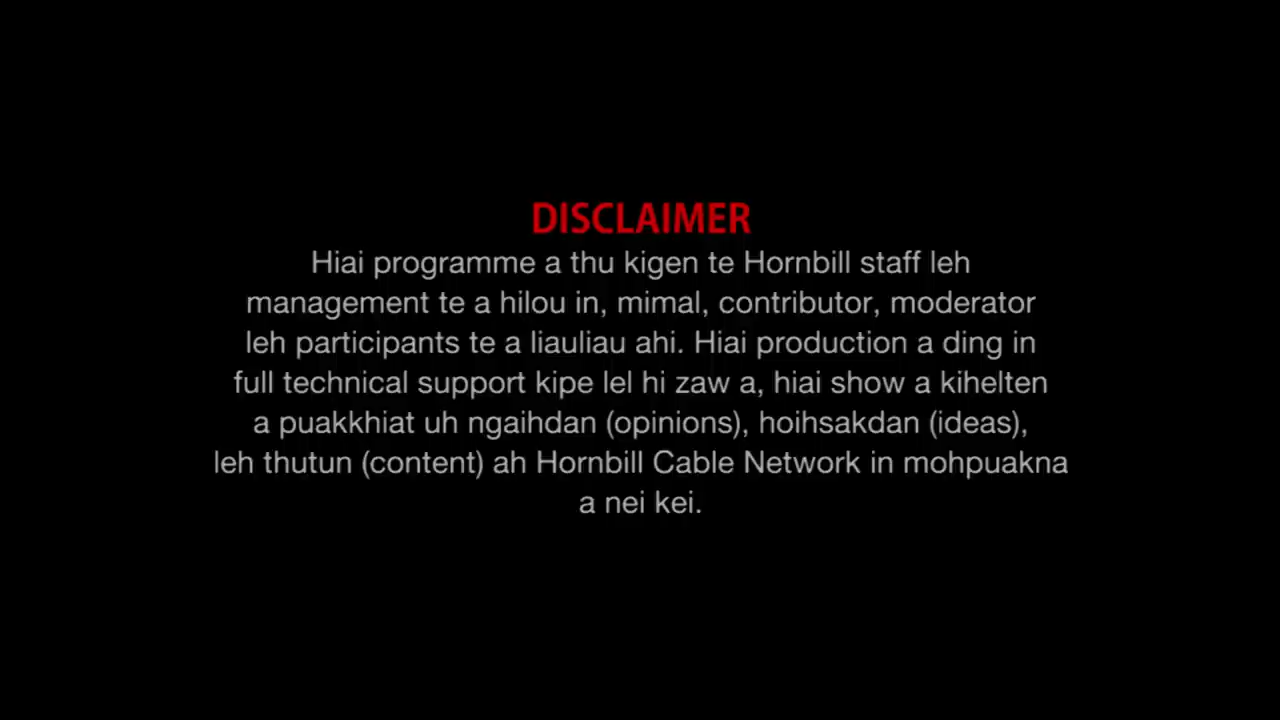 DISCLAIMER
Hiai programme a thu kigen te Hornbill staff leh
management te a hilou in, mimal, contributor, moderator
leh participants te a liauliau ahi. Hiai production a ding in
full technical support kipe lel hi zaw a, hiai show a kihelten
a puakkhiat uh ngaihdan (opinions), hoihsakdan (ideas),
leh thutun (content) ah Hornbill Cable Network in mohpuakna
a nei kei.